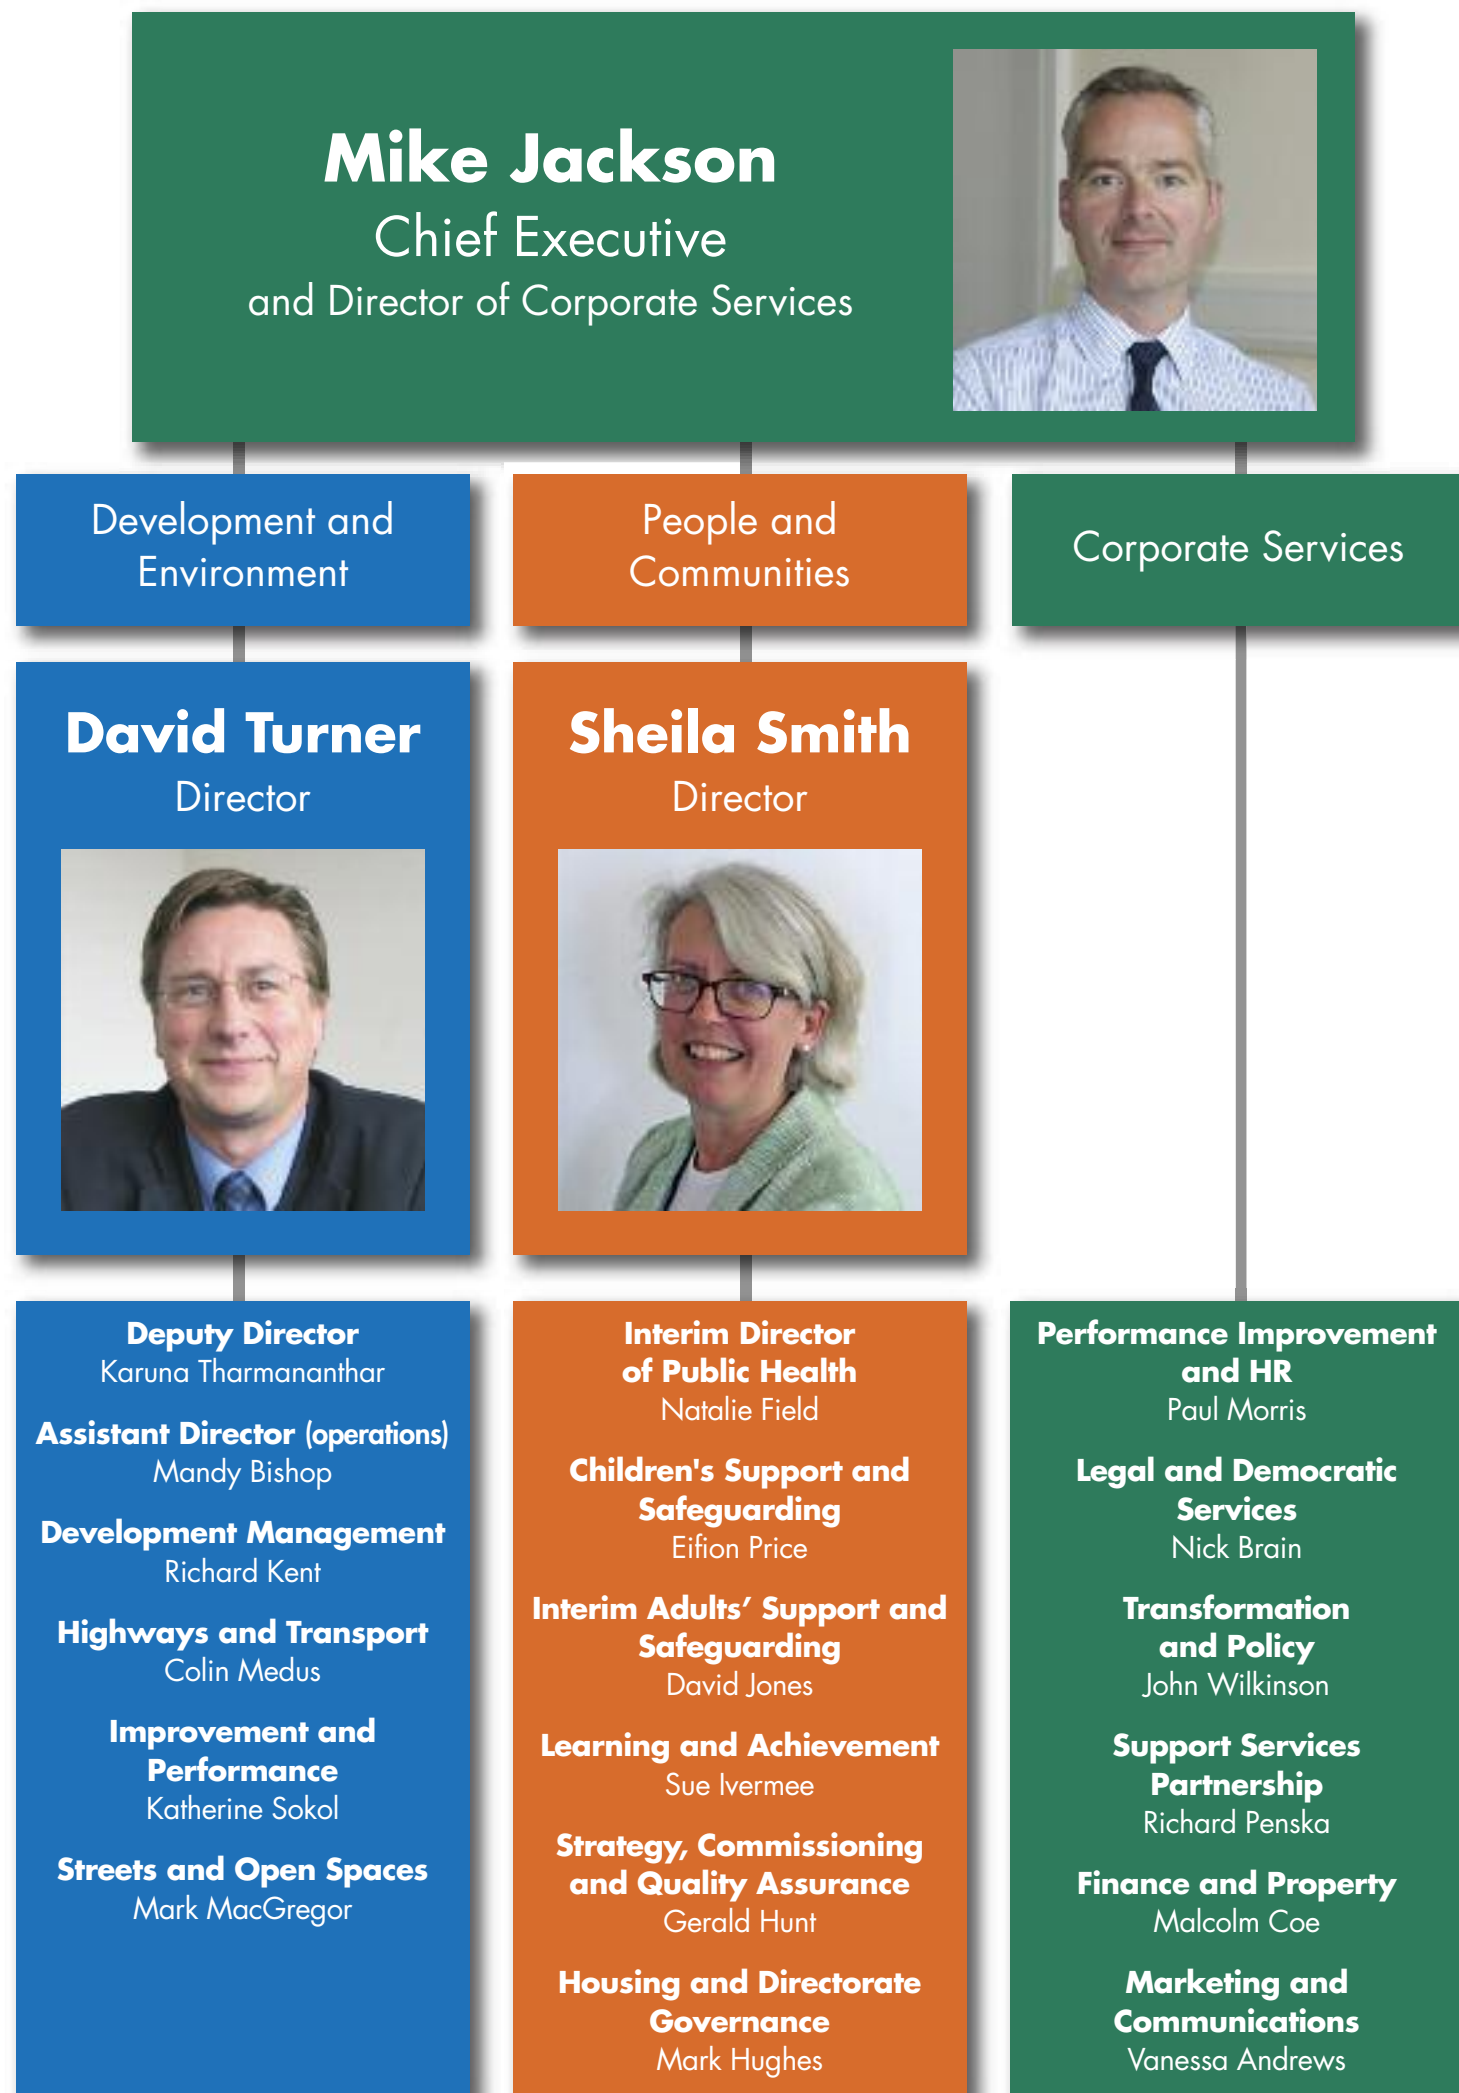 Mike Jackson
Chief Executive
and Director of Corporate Services
Development and
Environment
People and
Communities
Corporate Services
David Turner
Director
Sheila Smith
Director
Deputy Director
Karuna Tharmananthar
Assistant Director (operations)
Mandy Bishop
Development Management
Richard Kent
Highways and Transport
Colin Medus
Improvement and
Performance
Katherine Sokol
Streets and Open Spaces
Mark MacGregor
Interim Director
of Public Health
Natalie Field
Children's Support and
Safeguarding
Eifion Price
Interim Adults’ Support and
Safeguarding
David Jones
Learning and Achievement
Sue Ivermee
Strategy, Commissioning
and Quality Assurance
Gerald Hunt
Housing and Directorate
Governance
Mark Hughes
Performance Improvement
and HR
Paul Morris
Legal and Democratic
Services
Nick Brain
Transformation
and Policy
John Wilkinson
Support Services
Partnership
Richard Penska
Finance and Property
Malcolm Coe
Marketing and
Communications
Vanessa Andrews